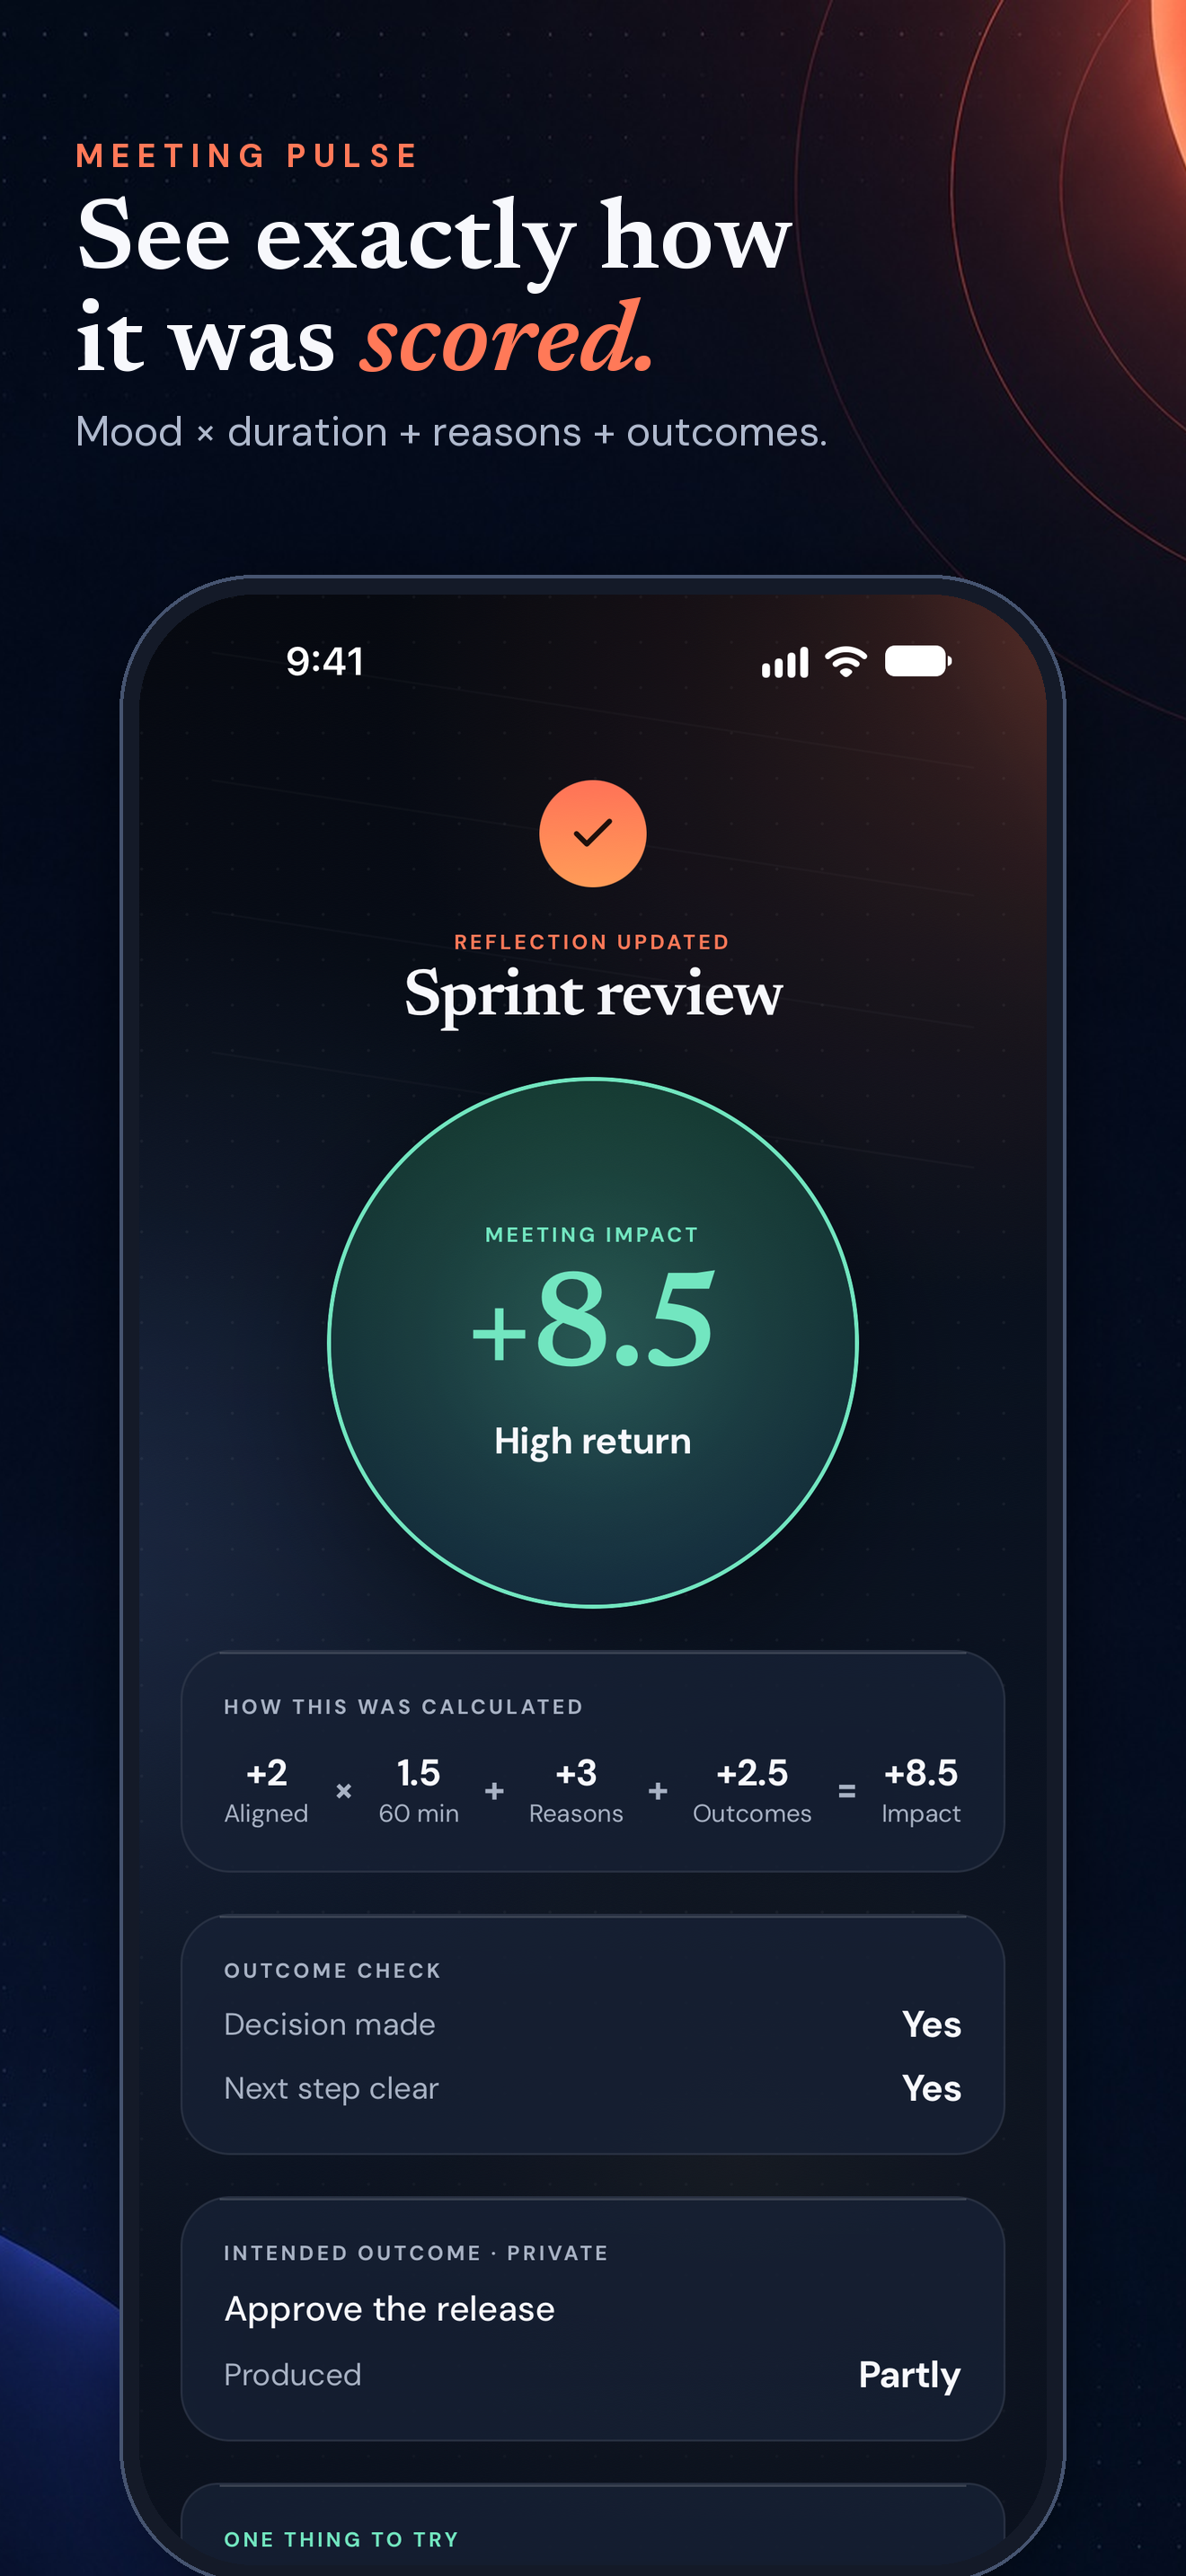 MEETING PULSE
See exactly how
it was scored.
Mood × duration + reasons + outcomes.
9:41
REFLECTION UPDATED
Sprint review
MEETING IMPACT
+8.5
High return
HOW THIS WAS CALCULATED
+2 × 1.5 + +3 + +2.5 = +8.5
Aligned 60 min Reasons Outcomes Impact
OUTCOME CHECK
Decision made Yes
Next step clear Yes
INTENDED OUTCOME · PRIVATE
Approve the release
Produced Partly
ONE THING TO TRY